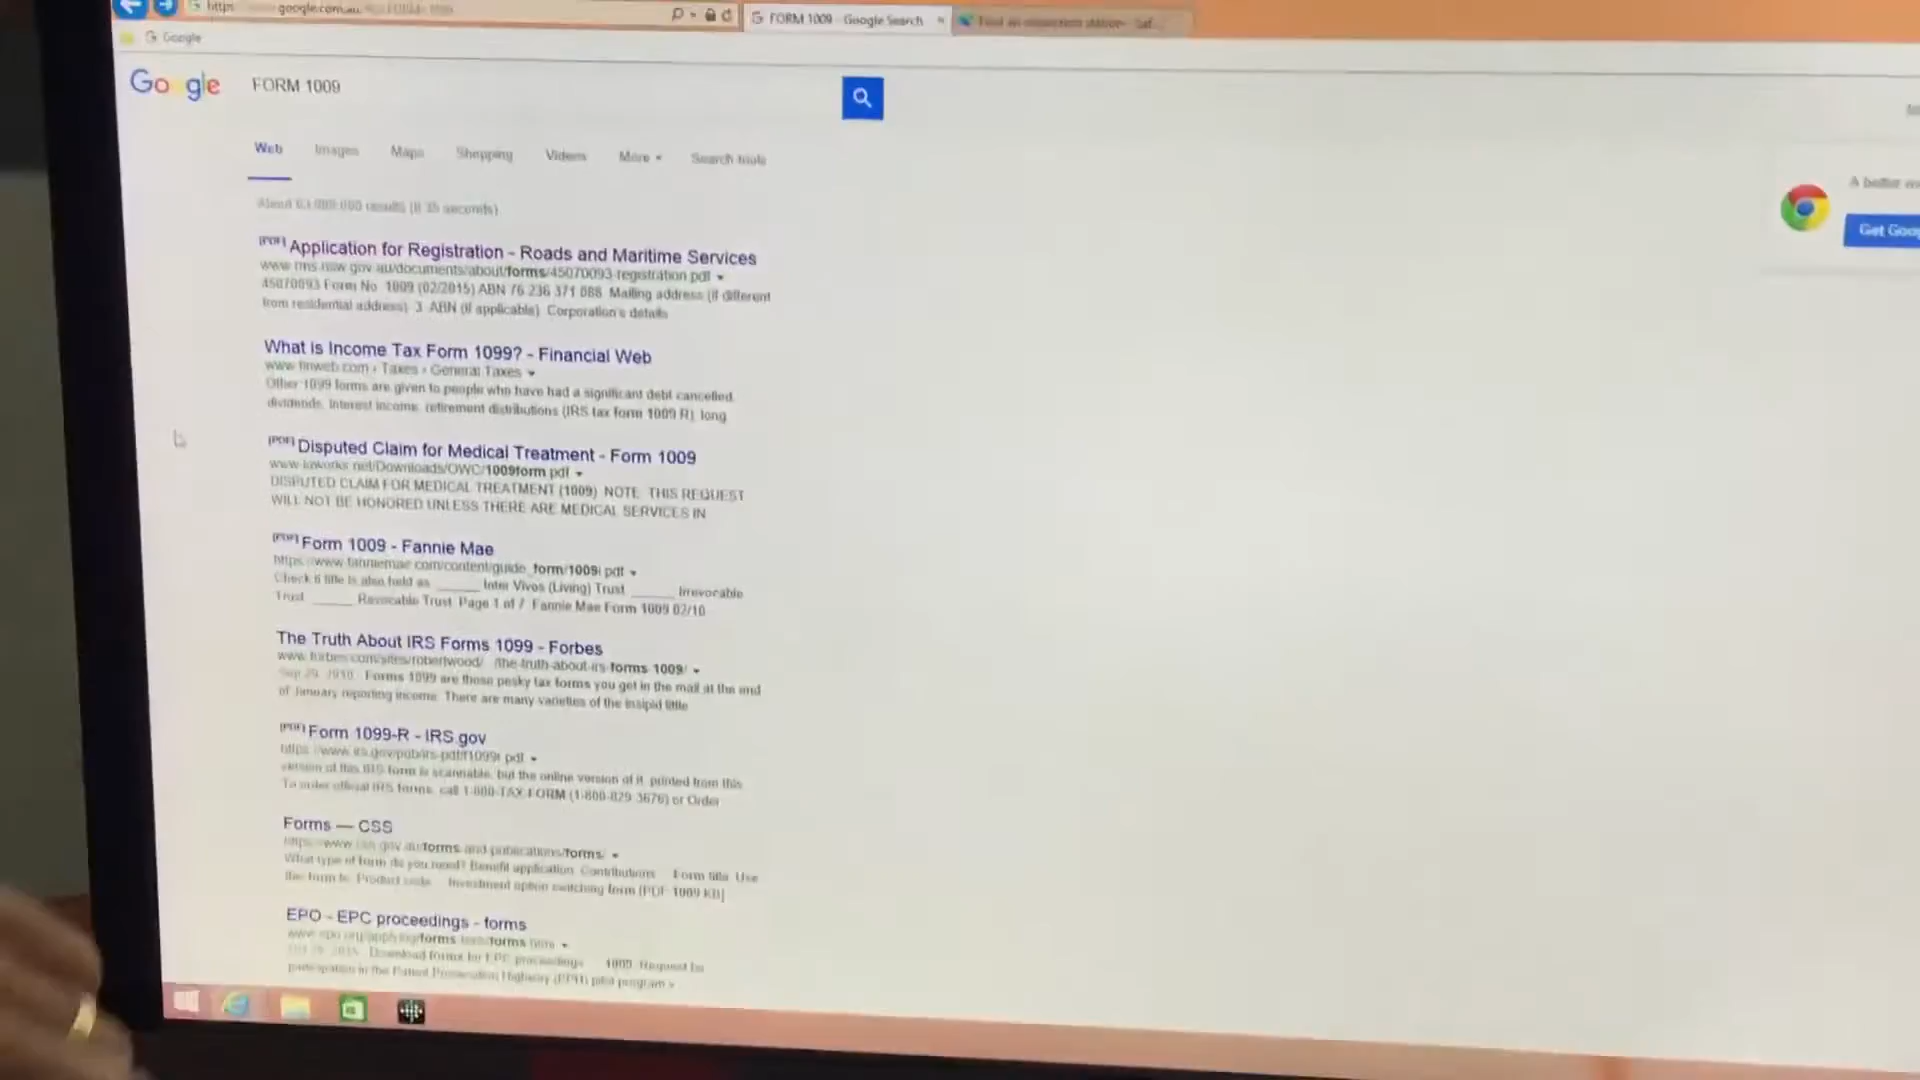 google.com.au
FORM 1009 - Google Search
Find an inspection station
Google
Google
FORM 1009
Web Images Maps Shopping Videos More Search tools
results seconds)
[PDF] Application for Registration - Roads and Maritime Services
www.rms.nsw.gov.au/documents/about/forms/45070093-registration.pdf
45070093 Form No. 1009 (02/2015) ABN 76 236 371 088. Mailing address (if different
from residential address). 3. ABN (if applicable). Corporation's details
What is Income Tax Form 1099? - Financial Web
www.finweb.com › Taxes › General Taxes
Other 1099 forms are given to people who have had a significant debt cancelled,
dividends, interest income, retirement distributions (IRS tax form 1009 R), long
[PDF] Disputed Claim for Medical Treatment - Form 1009
www.laworks.net/Downloads/OWC/1009form.pdf
DISPUTED CLAIM FOR MEDICAL TREATMENT (1009) NOTE: THIS REQUEST
WILL NOT BE HONORED UNLESS THERE ARE MEDICAL SERVICES IN
[PDF] Form 1009 - Fannie Mae
https://www.fanniemae.com/content/guide_form/1009.pdf
Check if title is also held as: ______ Inter Vivos (Living) Trust ______ Irrevocable
Trust ______ Revocable Trust. Page 1 of 7. Fannie Mae Form 1009 02/10
The Truth About IRS Forms 1099 - Forbes
www.forbes.com/sites/robertwood/.../the-truth-about-irs-forms-1009/
2010 - Forms 1099 are those pesky tax forms you get in the mail at the end
of January reporting income. There are many varieties of the insipid little
[PDF] Form 1099-R - IRS.gov
https://www.irs.gov/pub/irs-pdf/f1099r.pdf
version of this IRS form is scannable, but the online version of it, printed from this
To order official IRS forms, call 1-800-TAX-FORM (1-800-829-3676) or Order
Forms — CSS
https://www.css.gov.au/forms-and-publications/forms/
What type of form do you need? Benefit application. Contributions Form title. Use
this form to. Product code. Investment option switching form [PDF 1009 KB]
EPO - EPC proceedings - forms
www.epo.org/applying/forms-fees/forms.html
Download forms for EPC proceedings 1009. Request for
participation in the Patent Prosecution Highway (PPH) pilot program »
A better
Get Goog